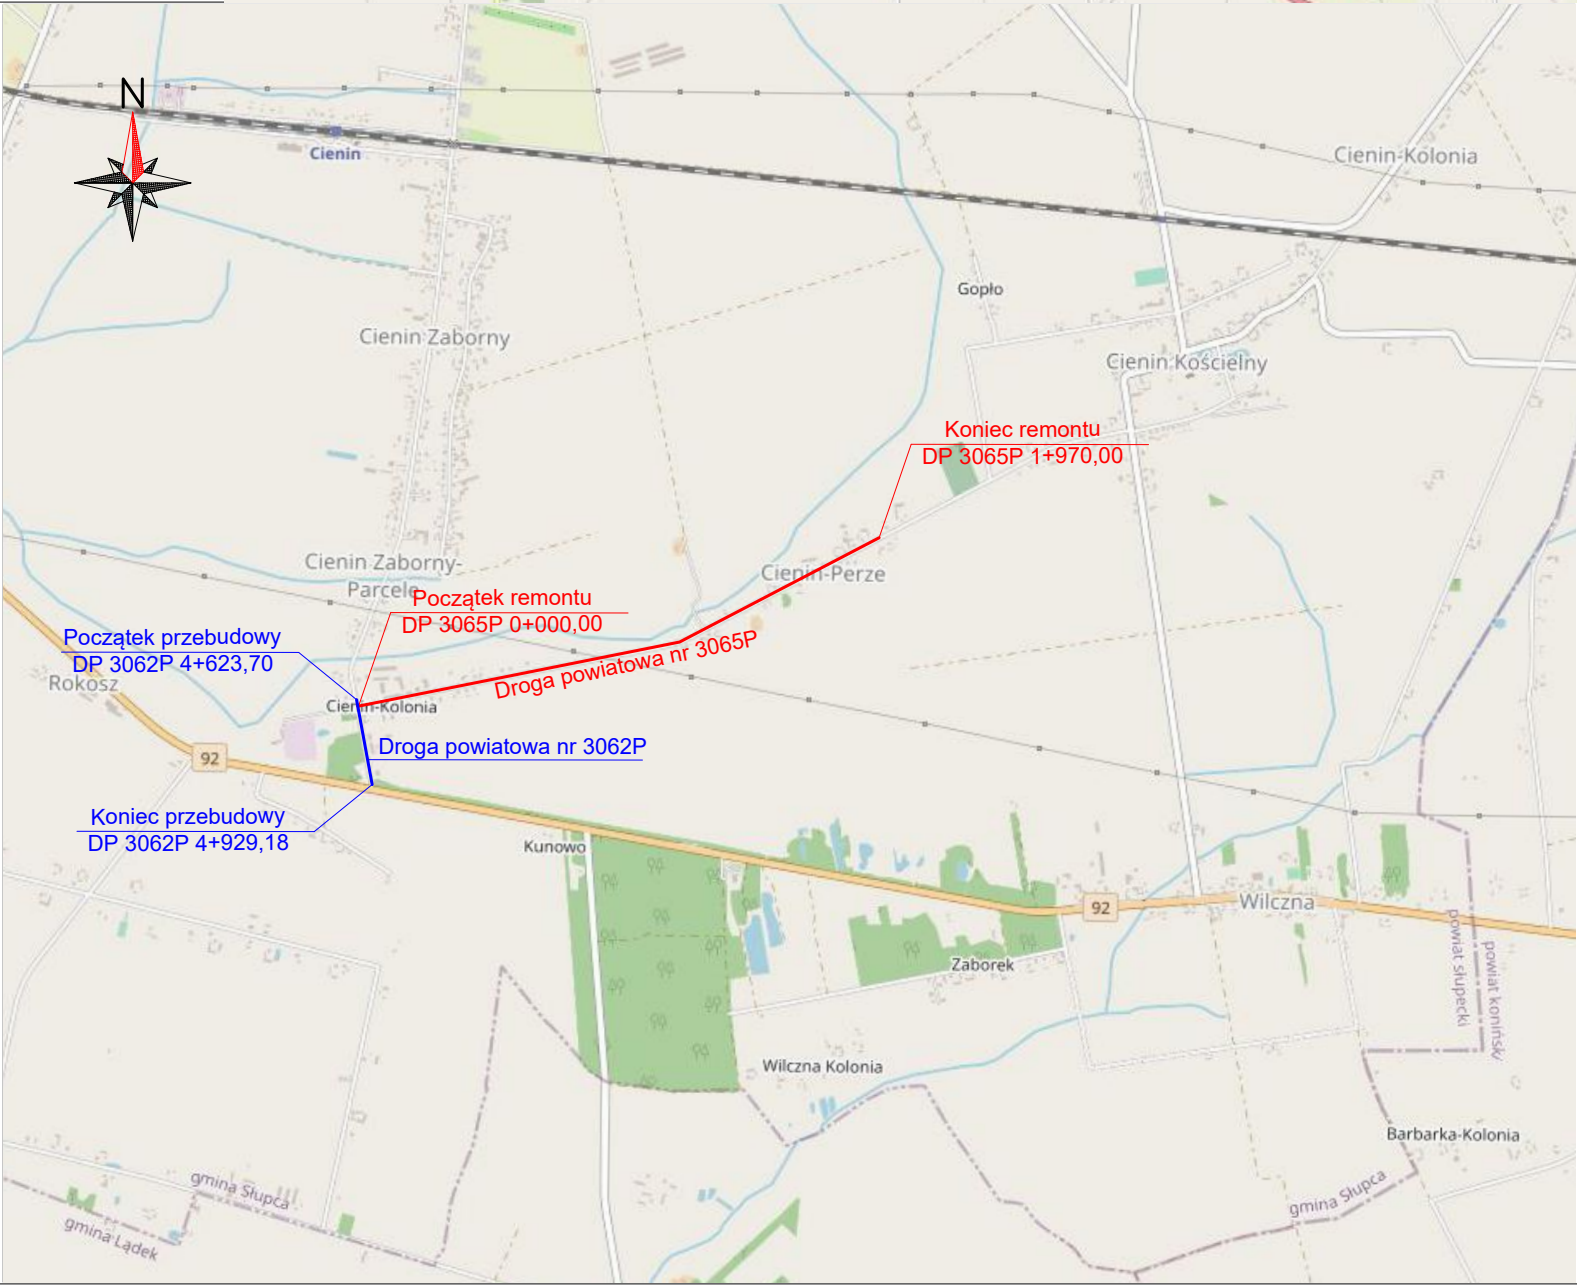 N
Cienin
Cienin-Kolonia
Gopło
Cienin Zaborny
Cienin Kościelny
Koniec remontu
DP 3065P 1+970,00
Cienin Zaborny-
Parcele
Cienin-Perze
Początek remontu
DP 3065P 0+000,00
Początek przebudowy
DP 3062P 4+623,70
Droga powiatowa nr 3065P
Rokosz
Cienin-Kolonia
Droga powiatowa nr 3062P
92
Koniec przebudowy
DP 3062P 4+929,18
Kunowo
92
Wilczna
Zaborek
powiat słupecki
powiat koński
Wilczna Kolonia
Barbarka-Kolonia
gmina Słupca
gmina Lądek
gmina Słupca